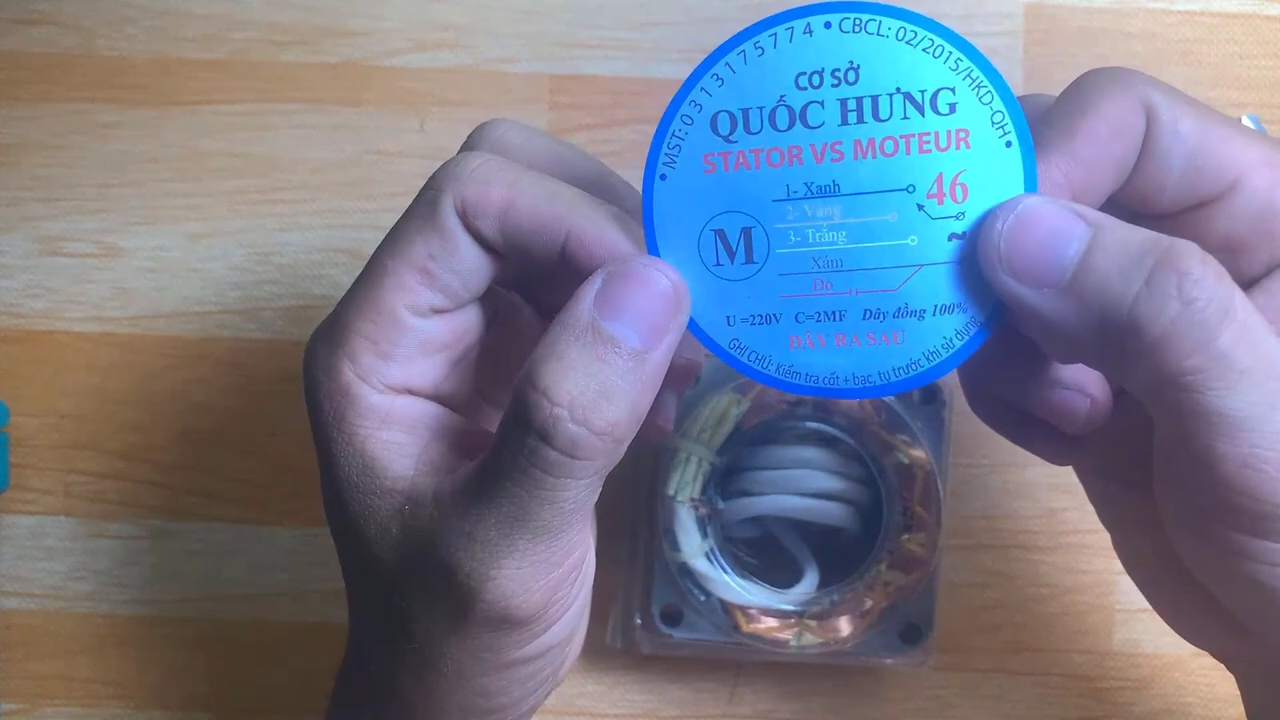 MST: 0313175774 • CBCL: 02/2015/HKD-QH
CƠ SỞ
QUỐC HƯNG
STATOR VS MOTEUR
46
1- Xanh
2- Vàng
3- Trắng
~
M
Xám
Đỏ
U =220V C=2MF Dây đồng 100%
DÂY RA SAU
GHI CHÚ: Kiểm tra cốt + bạc, tụ trước khi sử dụng